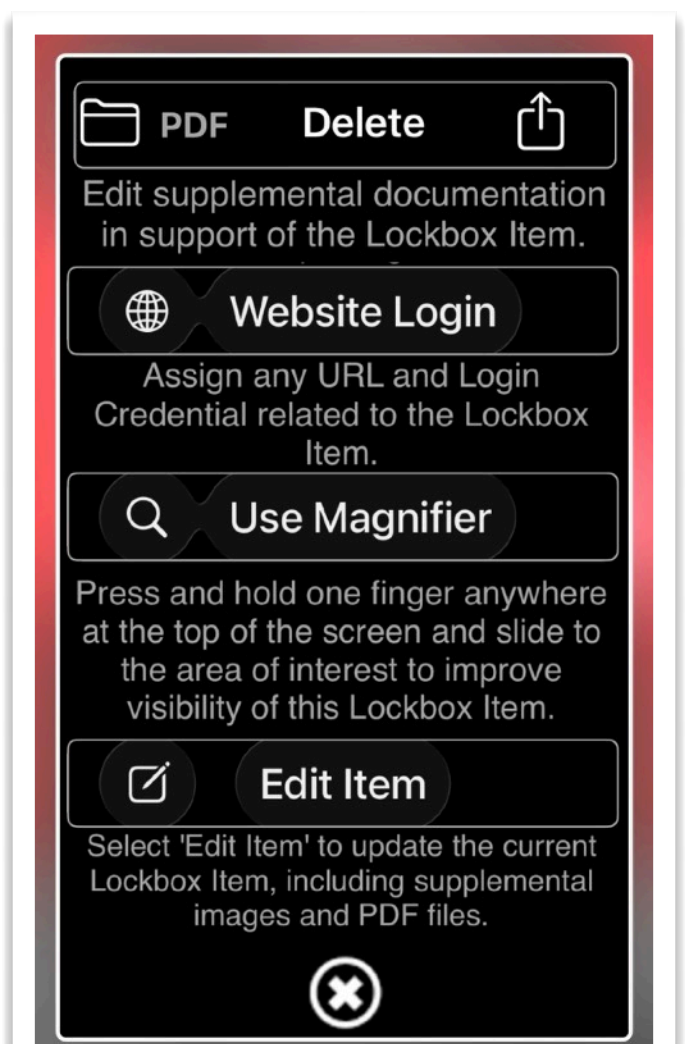 PDF Delete
Edit supplemental documentation
in support of the Lockbox Item.
Website Login
Assign any URL and Login
Credential related to the Lockbox
Item.
Use Magnifier
Press and hold one finger anywhere
at the top of the screen and slide to
the area of interest to improve
visibility of this Lockbox Item.
Edit Item
Select 'Edit Item' to update the current
Lockbox Item, including supplemental
images and PDF files.